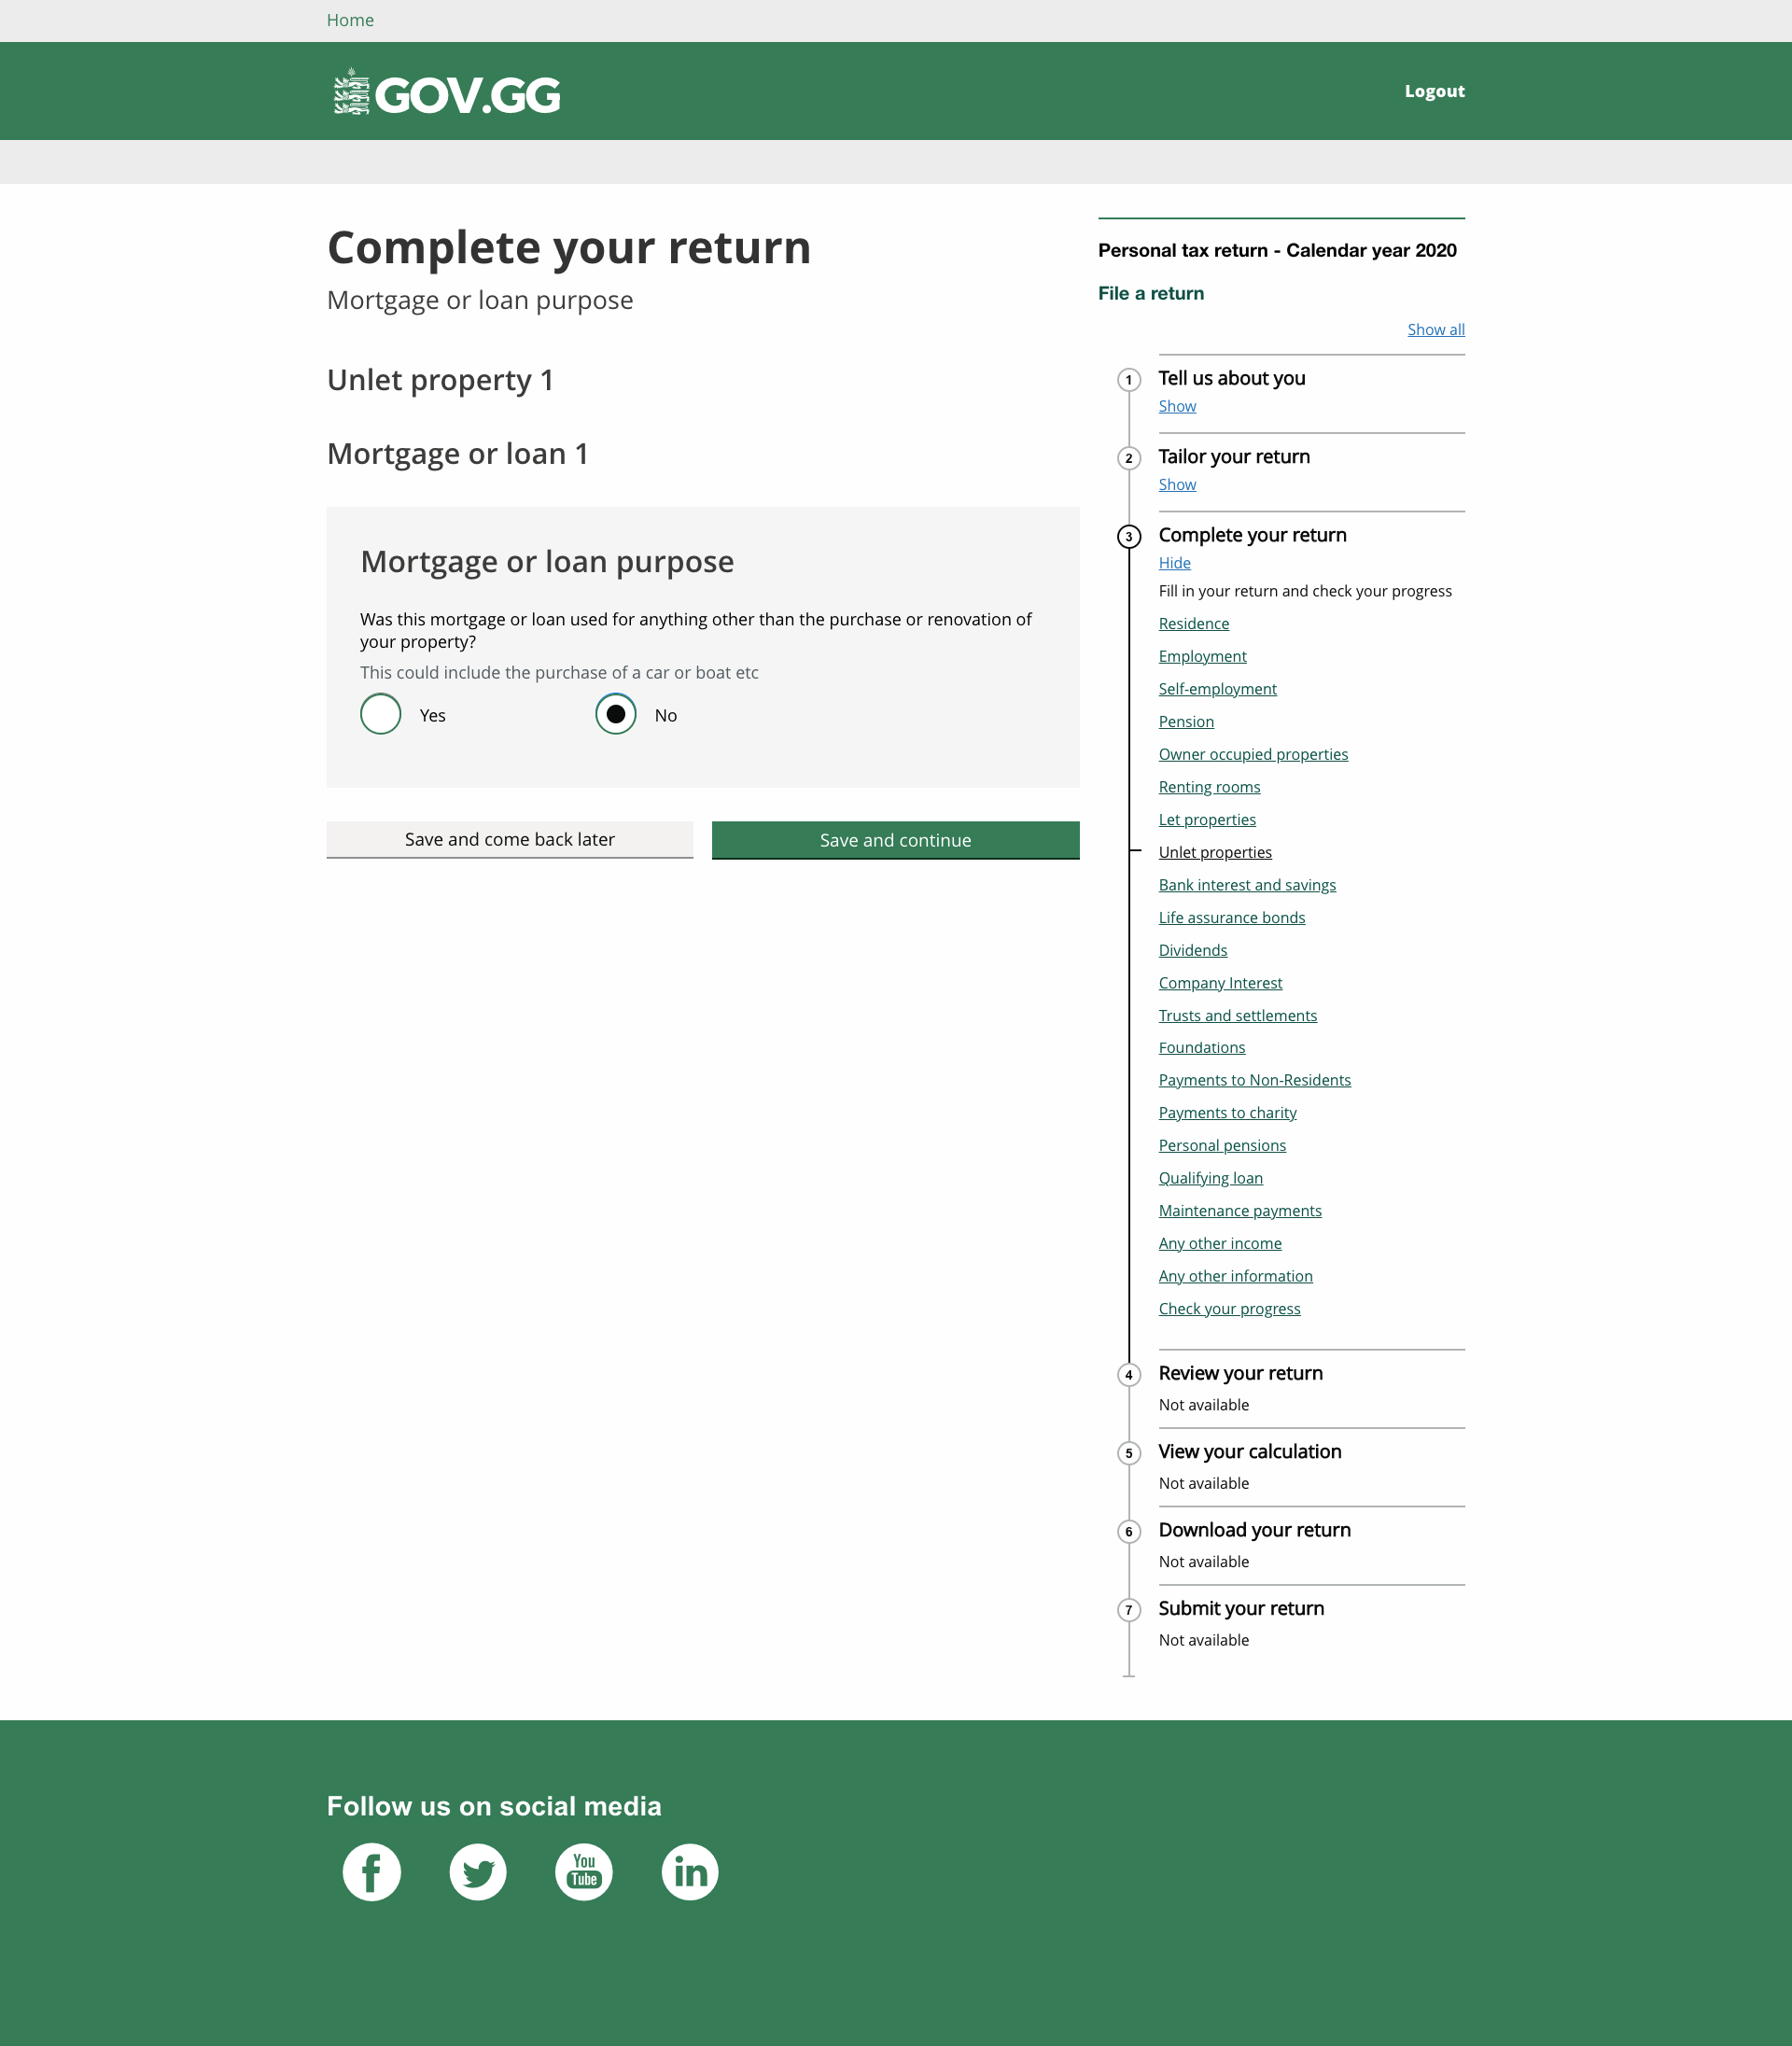 Home
GOV.GG
Logout
Complete your return
Mortgage or loan purpose
Unlet property 1
Mortgage or loan 1
Mortgage or loan purpose
Was this mortgage or loan used for anything other than the purchase or renovation of
your property?
This could include the purchase of a car or boat etc
Yes
No
Save and come back later
Save and continue
Personal tax return - Calendar year 2020
File a return
Show all
1
Tell us about you
Show
2
Tailor your return
Show
3
Complete your return
Hide
Fill in your return and check your progress
Residence
Employment
Self-employment
Pension
Owner occupied properties
Renting rooms
Let properties
Unlet properties
Bank interest and savings
Life assurance bonds
Dividends
Company Interest
Trusts and settlements
Foundations
Payments to Non-Residents
Payments to charity
Personal pensions
Qualifying loan
Maintenance payments
Any other income
Any other information
Check your progress
4
Review your return
Not available
5
View your calculation
Not available
6
Download your return
Not available
7
Submit your return
Not available
Follow us on social media
f
You
Tube
in